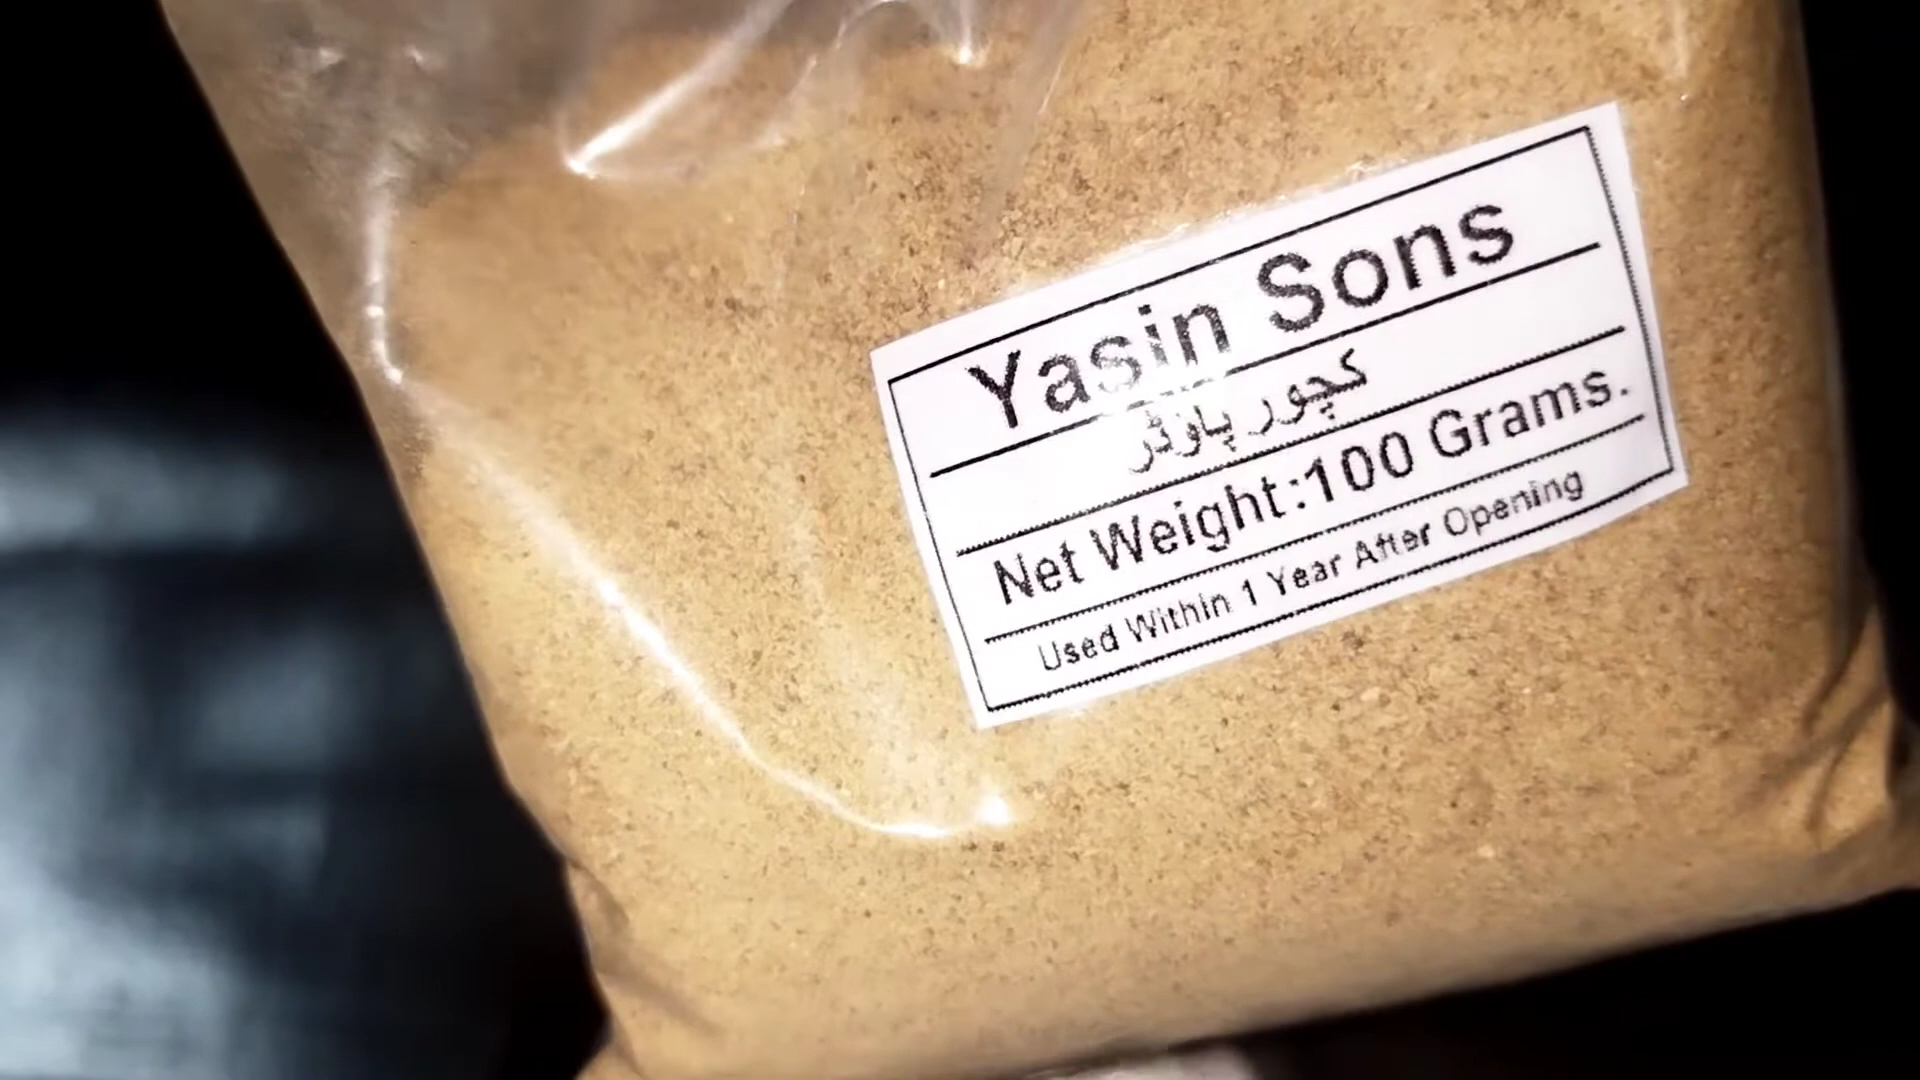 Yasin Sons
کچور پاؤڈر
Net Weight:100 Grams.
Used Within 1 Year After Opening